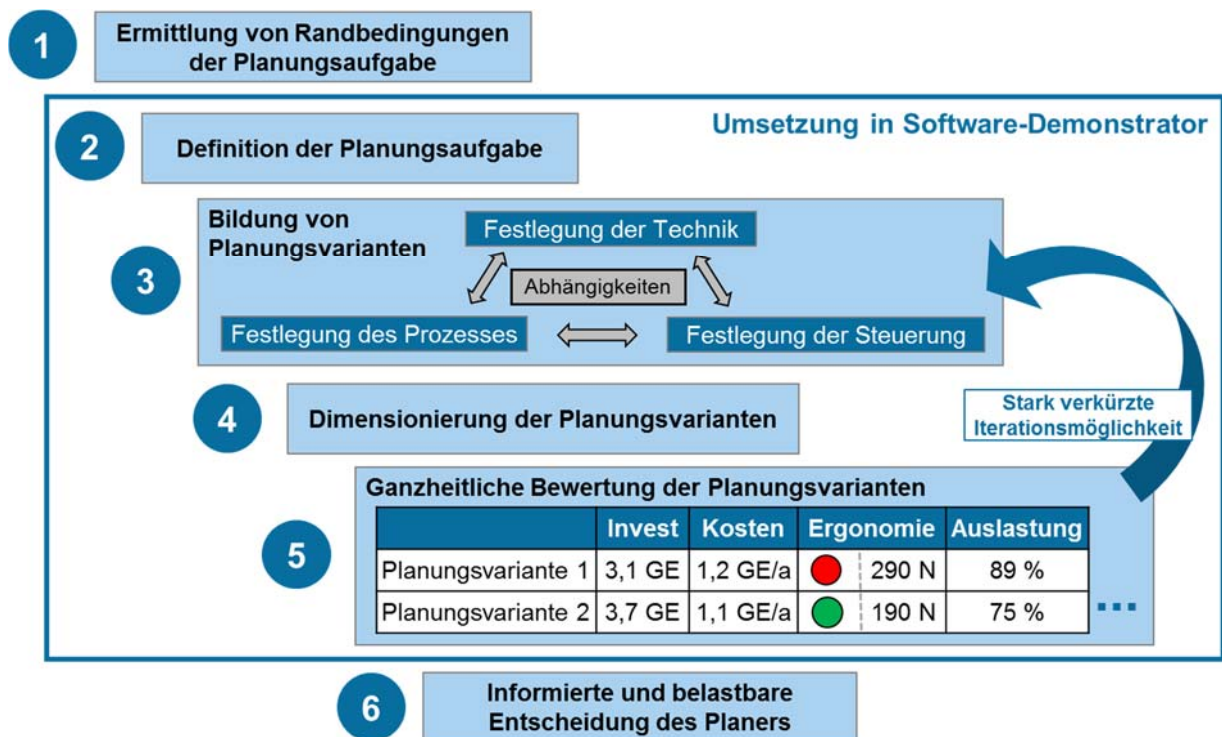 1
Ermittlung von Randbedingungen
der Planungsaufgabe
Umsetzung in Software-Demonstrator
2
Definition der Planungsaufgabe
3
Bildung von
Planungsvarianten
Festlegung der Technik
Abhängigkeiten
Festlegung des Prozesses
Festlegung der Steuerung
4
Dimensionierung der Planungsvarianten
Stark verkürzte
Iterationsmöglichkeit
5
Ganzheitliche Bewertung der Planungsvarianten
Invest Kosten Ergonomie Auslastung
Planungsvariante 1 3,1 GE 1,2 GE/a 290 N 89 %
Planungsvariante 2 3,7 GE 1,1 GE/a 190 N 75 %
...
6
Informierte und belastbare
Entscheidung des Planers